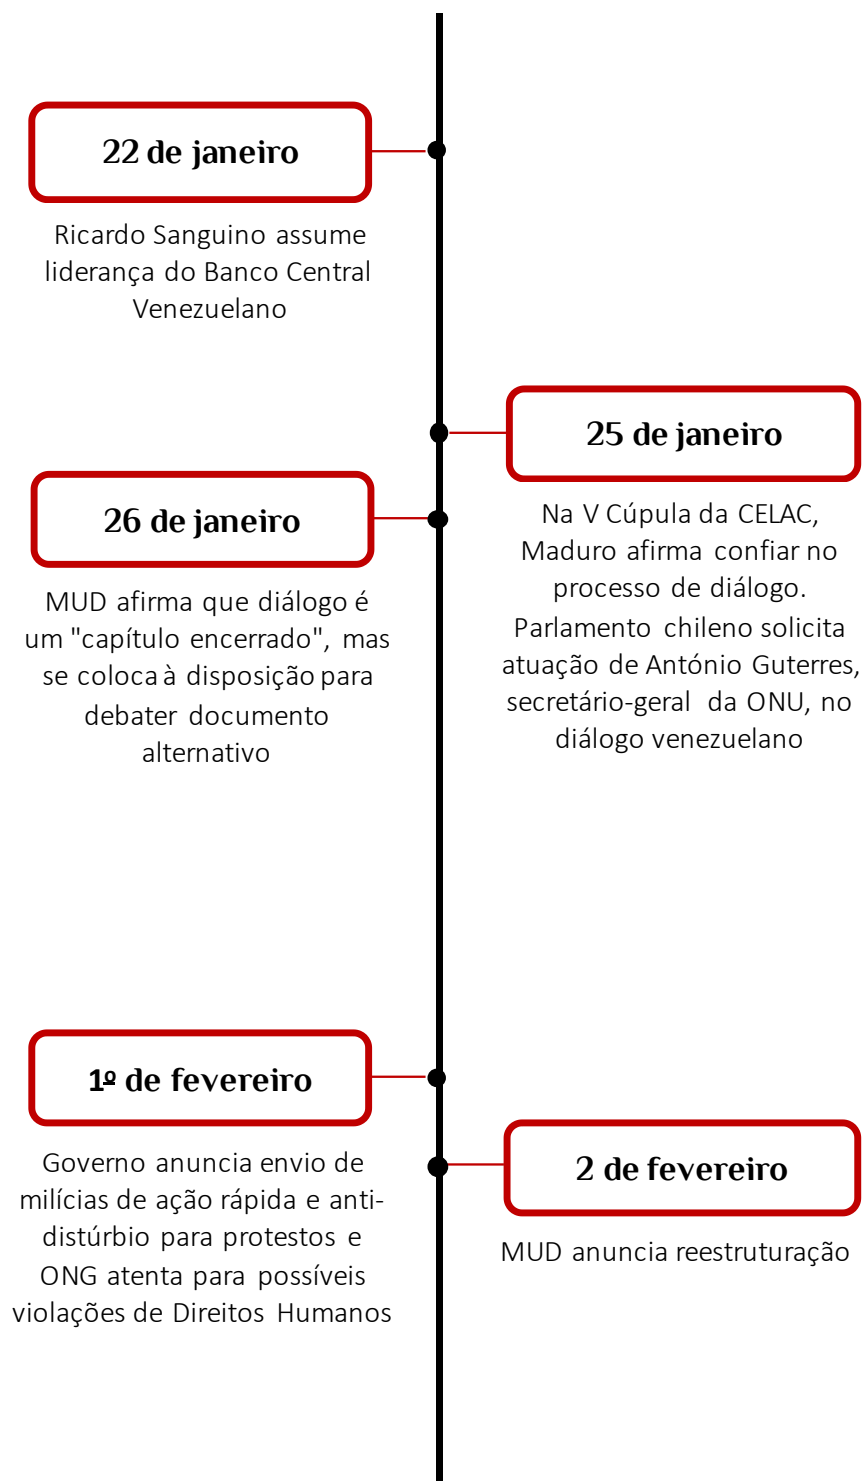 22 de janeiro
Ricardo Sanguino assume
liderança do Banco Central
Venezuelano
25 de janeiro
Na V Cúpula da CELAC,
Maduro afirma confiar no
processo de diálogo.
Parlamento chileno solicita
atuação de António Guterres,
secretário-geral da ONU, no
diálogo venezuelano
26 de janeiro
MUD afirma que diálogo é
um "capítulo encerrado", mas
se coloca à disposição para
debater documento
alternativo
1º de fevereiro
Governo anuncia envio de
milícias de ação rápida e anti-
distúrbio para protestos e
ONG atenta para possíveis
violações de Direitos Humanos
2 de fevereiro
MUD anuncia reestruturação